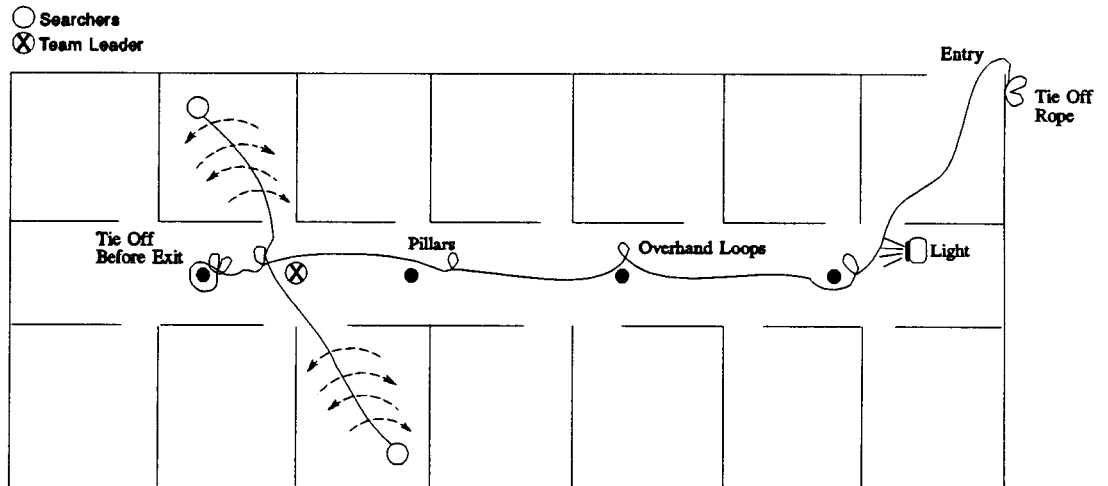 Searchers
Team Leader
Entry
Tie Off
Rope
Tie Off
Before Exit
Pillars
Overhand Loops
Light